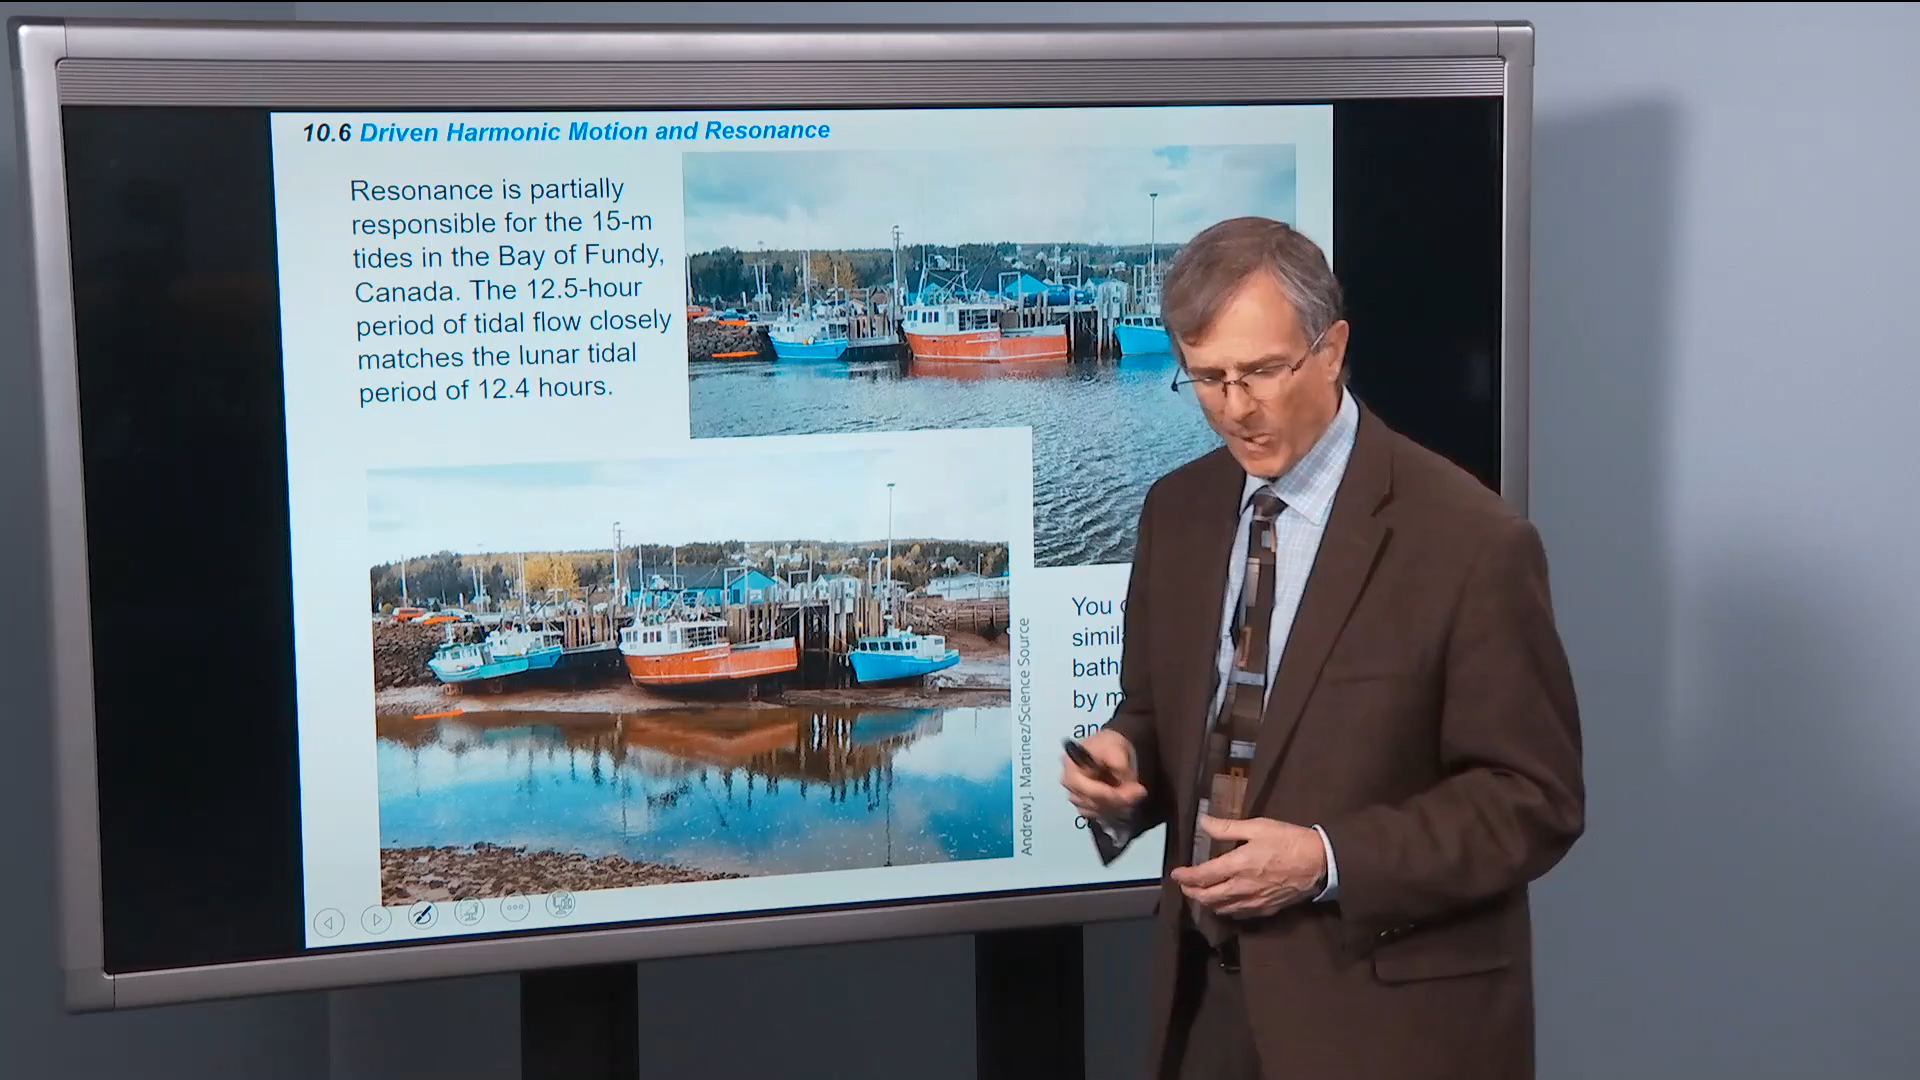 10.6 Driven Harmonic Motion and Resonance
Resonance is partially
responsible for the 15-m
tides in the Bay of Fundy,
Canada. The 12.5-hour
period of tidal flow closely
matches the lunar tidal
period of 12.4 hours.
Andrew J. Martinez/Science Source
You
by